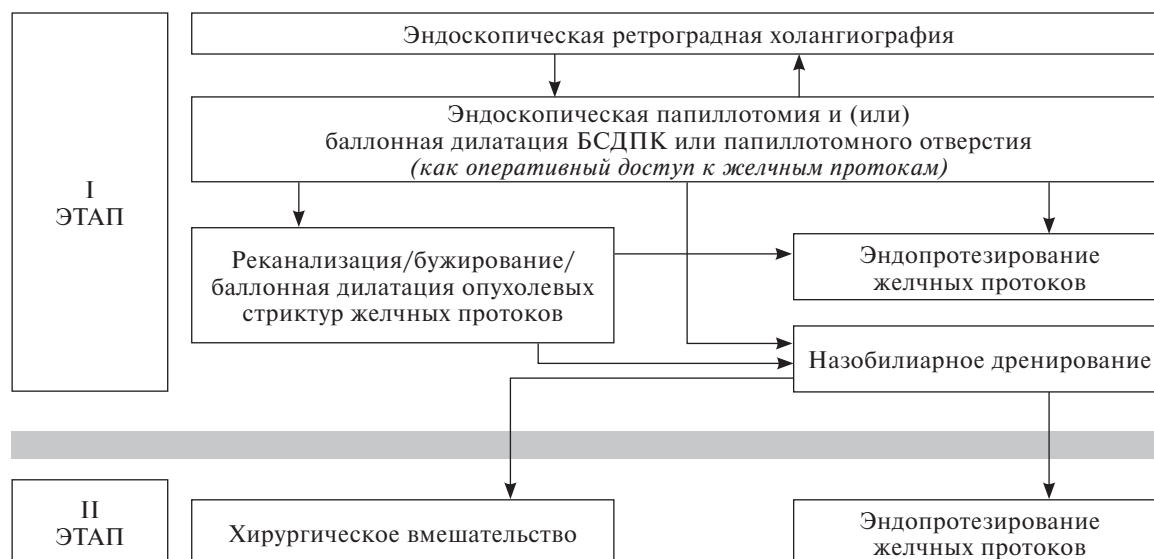 I
ЭТАП
Эндоскопическая ретроградная холангиография
Эндоскопическая папиллотомия и (или)
баллонная дилатация БСДПК или папиллотомного отверстия
(как оперативный доступ к желчным протокам)
Реканализация/бужирование/
баллонная дилатация опухолевых
стриктур желчных протоков
Эндопротезирование
желчных протоков
Назобилиарное дренирование
II
ЭТАП
Хирургическое вмешательство
Эндопротезирование
желчных протоков